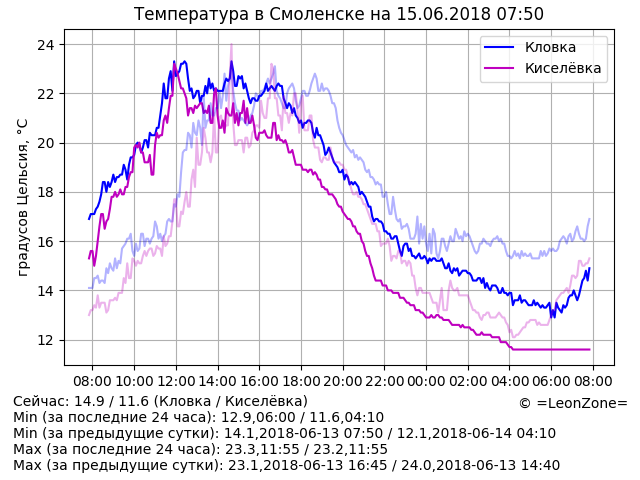 Температура в Смоленске на 15.06.2018 07:50
градусов Цельсия, °C
24
22
20
18
16
14
12
Кловка
Киселёвка
08:00 10:00 12:00 14:00 16:00 18:00 20:00 22:00 00:00 02:00 04:00 06:00 08:00
Сейчас: 14.9 / 11.6 (Кловка / Киселёвка)
© =LeonZone=
Min (за последние 24 часа): 12.9,06:00 / 11.6,04:10
Min (за предыдущие сутки): 14.1,2018-06-13 07:50 / 12.1,2018-06-14 04:10
Max (за последние 24 часа): 23.3,11:55 / 23.2,11:55
Max (за предыдущие сутки): 23.1,2018-06-13 16:45 / 24.0,2018-06-13 14:40